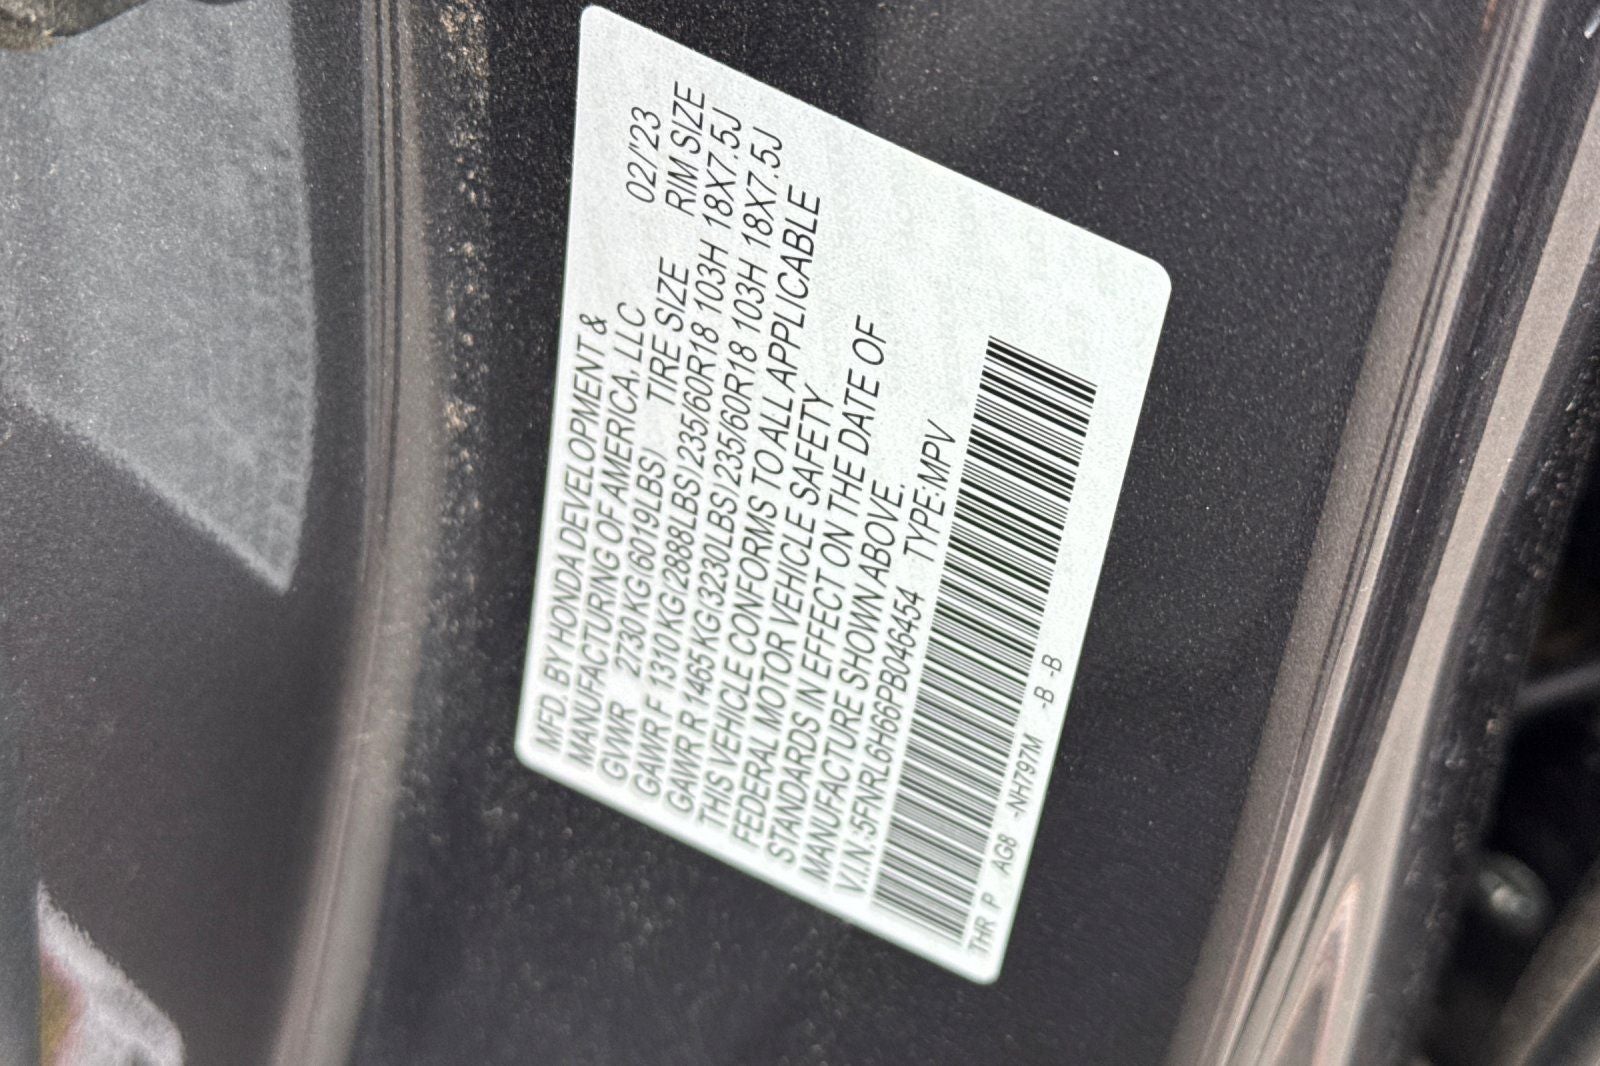 MFD. BY HONDA DEVELOPMENT &
MANUFACTURING OF AMERICA, LLC 02/'23
GVWR 2730 KG(6019LBS) TIRE SIZE RIM SIZE
GAWR F 1310 KG(2888LBS)235/60R18 103H 18X7.5J
GAWR R 1465 KG(3230LBS)235/60R18 103H 18X7.5J
THIS VEHICLE CONFORMS TO ALL APPLICABLE
FEDERAL MOTOR VEHICLE SAFETY
STANDARDS IN EFFECT ON THE DATE OF
MANUFACTURE SHOWN ABOVE.
V.I.N.:5FNRL6H66PB046454 TYPE:MPV
THR P AG8 -NH797M -B -B